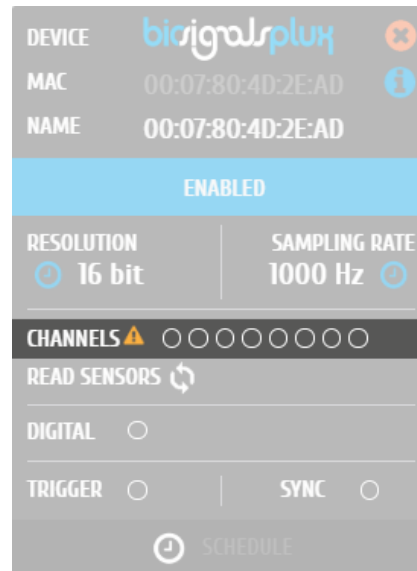 DEVICE biosignalsplux
MAC 00:07:80:4D:2E:AD
NAME 00:07:80:4D:2E:AD
ENABLED
RESOLUTION SAMPLING RATE
16 bit 1000 Hz
CHANNELS
READ SENSORS
DIGITAL
TRIGGER SYNC
SCHEDULE